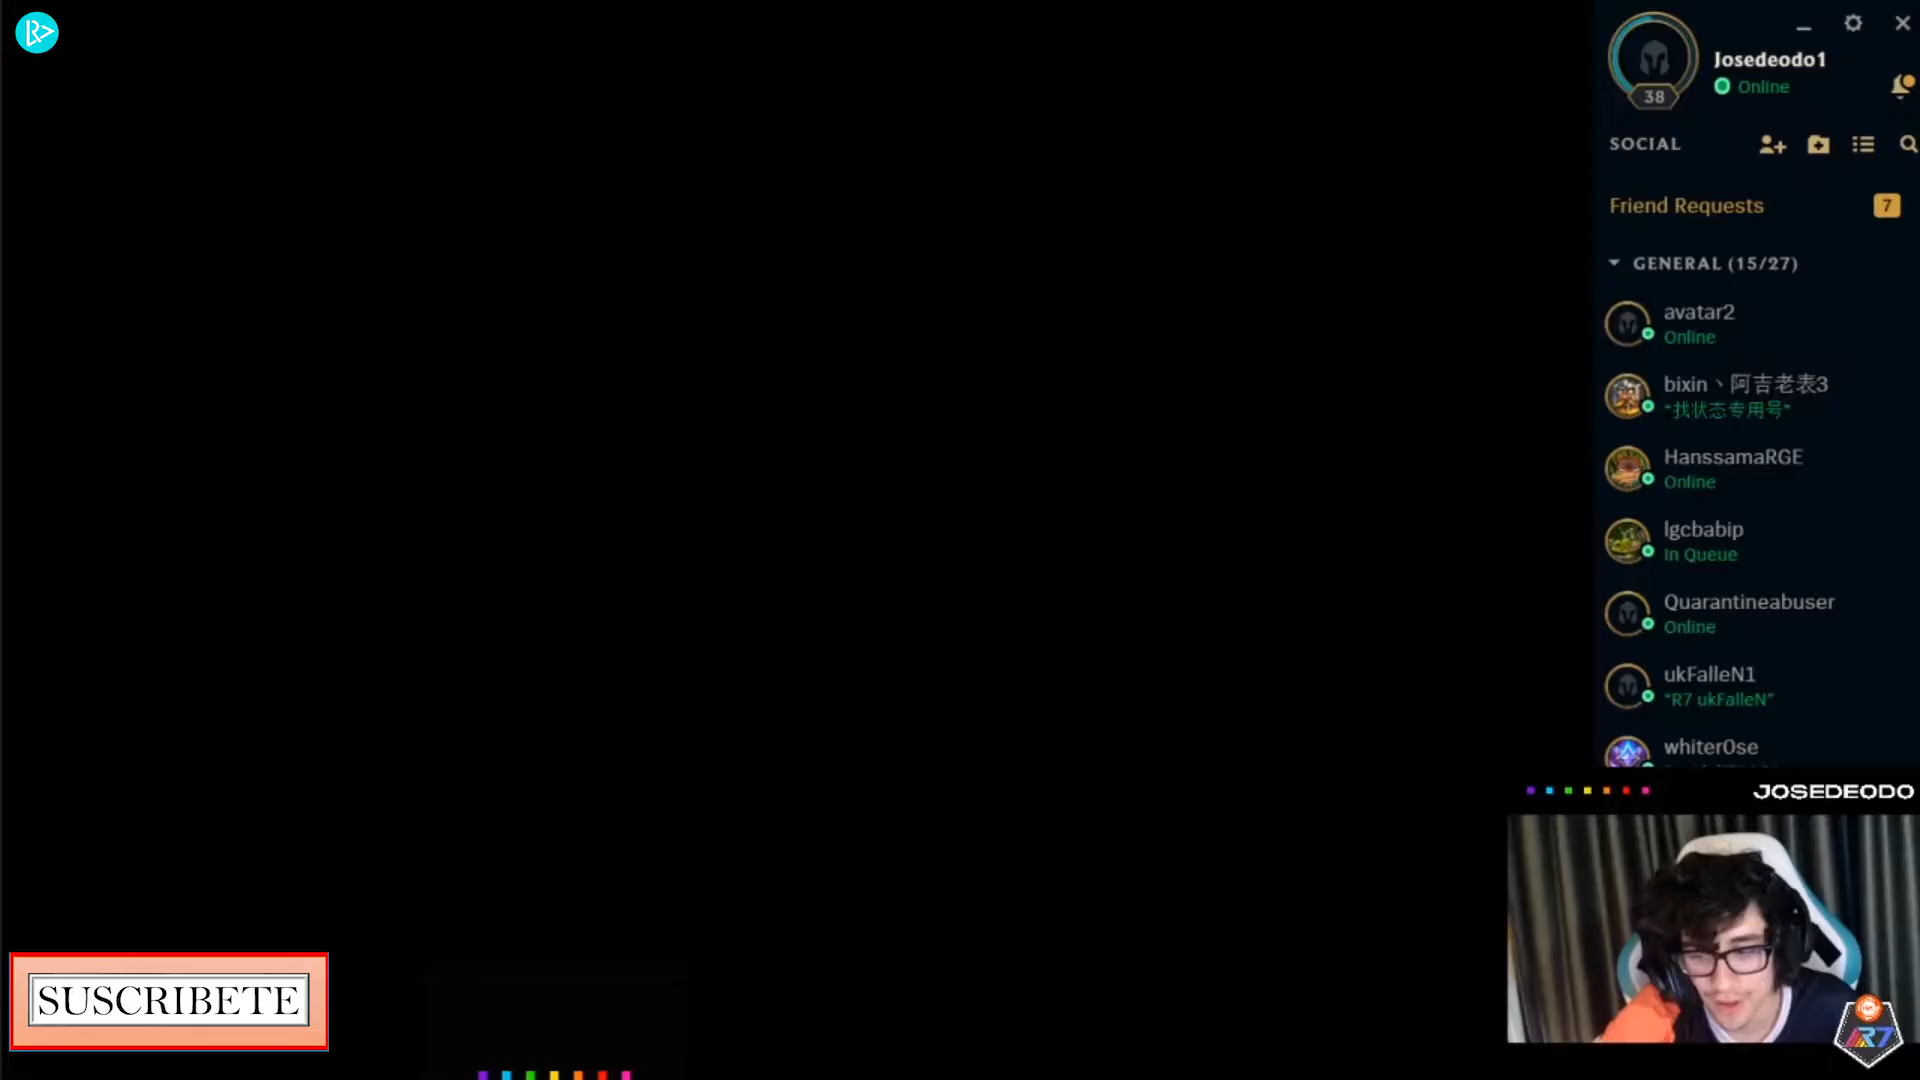 Josedeodo1
Online
38
SOCIAL
Friend Requests 7
GENERAL (15/27)
avatar2
Online
bixin丶阿吉老表3
“找状态专用号”
HanssamaRGE
Online
lgcbabip
In Queue
Quarantineabuser
Online
ukFalleN1
“R7 ukFalleN”
whiter0se
JOSEDEODO
SUSCRIBETE
R7